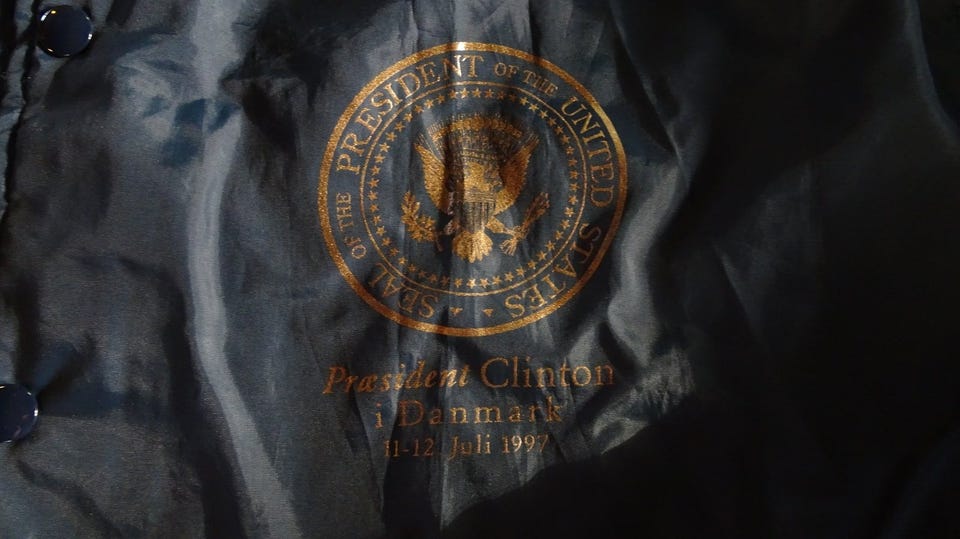 SEAL OF THE PRESIDENT OF THE UNITED STATES
Præsident Clinton
i Danmark
11-12. Juli 1997